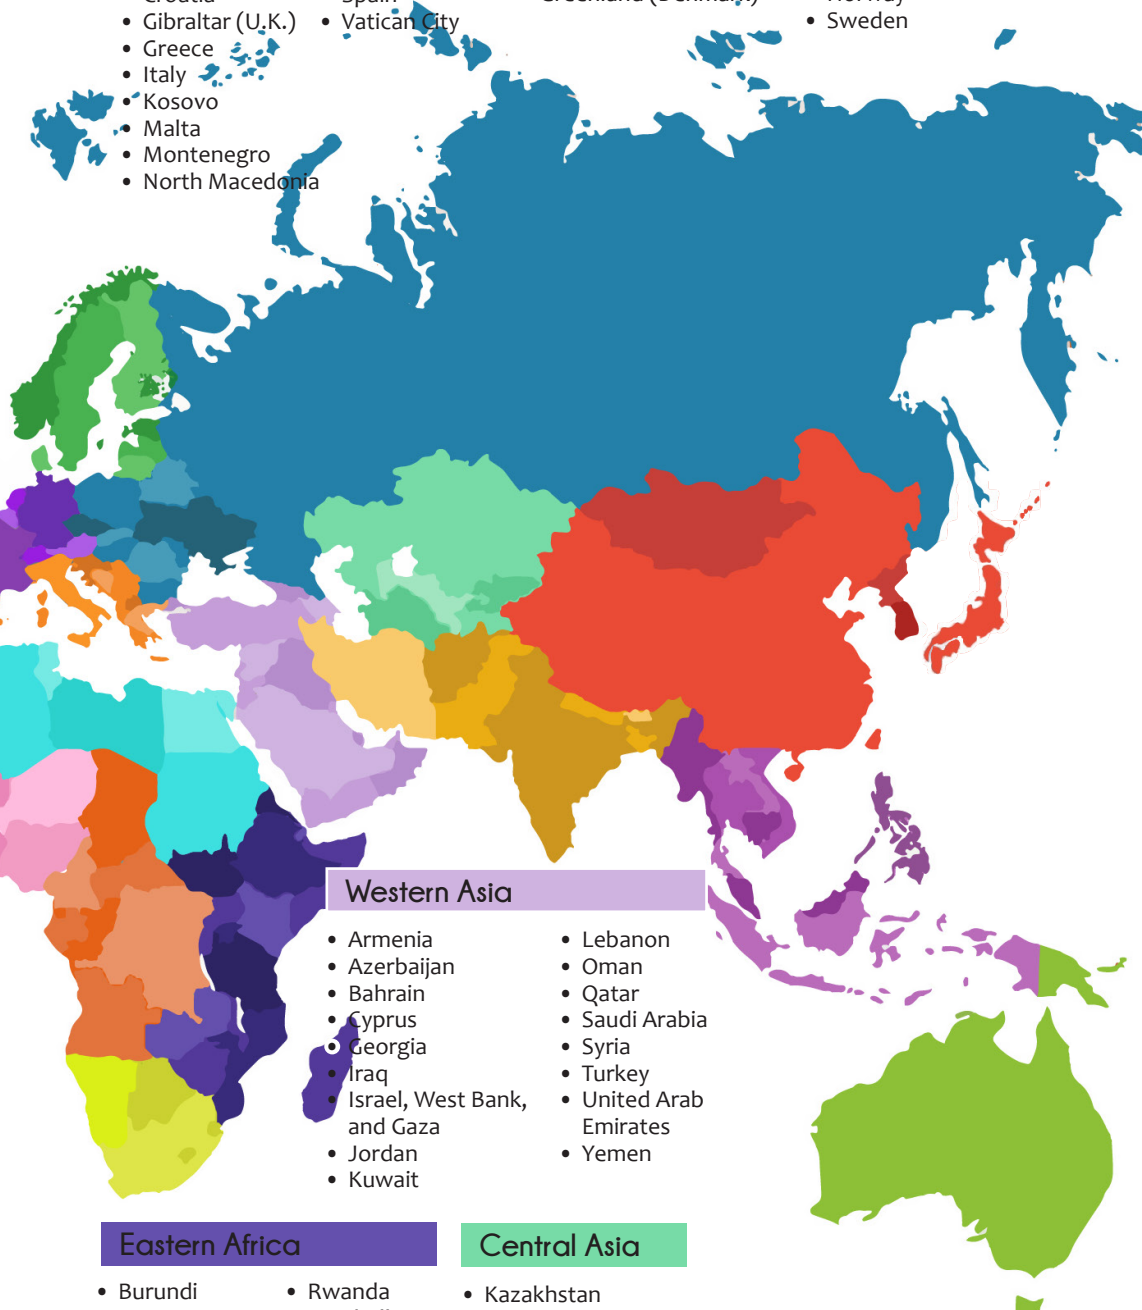 • Gibraltar (U.K.)
• Greece
• Italy
• Kosovo
• Malta
• Montenegro
• North Macedonia
• Vatican City
• Sweden
Western Asia
• Armenia
• Azerbaijan
• Bahrain
• Cyprus
• Georgia
• Iraq
• Israel, West Bank,
and Gaza
• Jordan
• Kuwait
• Lebanon
• Oman
• Qatar
• Saudi Arabia
• Syria
• Turkey
• United Arab
Emirates
• Yemen
Eastern Africa
• Burundi
• Rwanda
Central Asia
• Kazakhstan